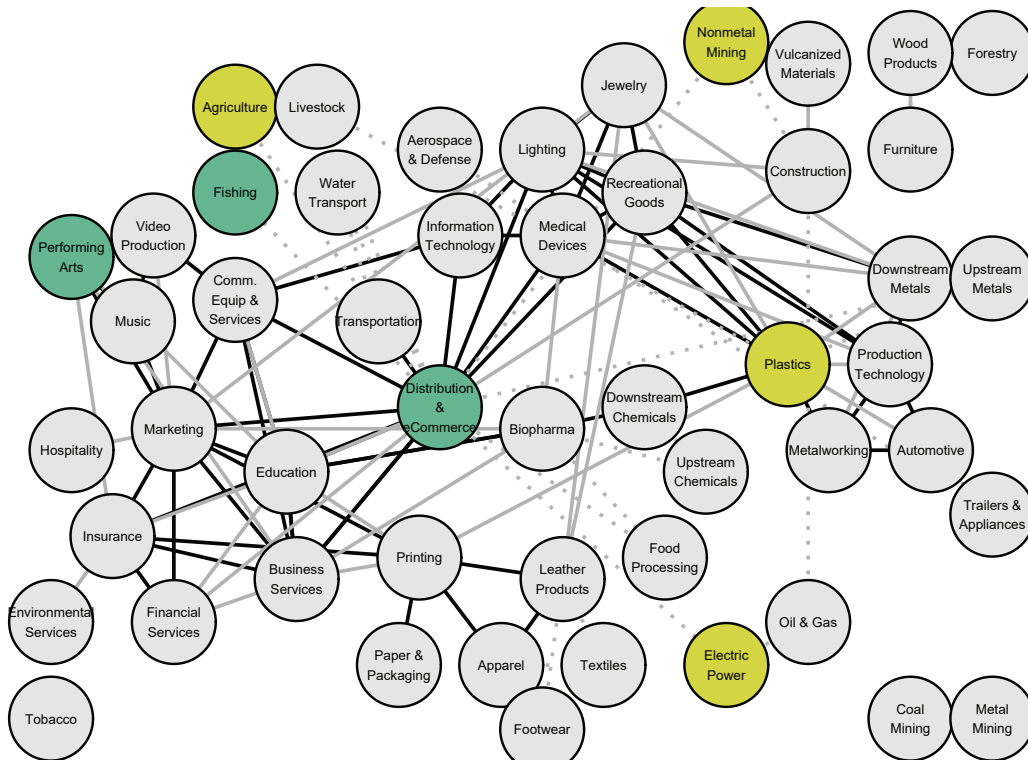 Nonmetal
Mining
Vulcanized
Materials
Wood
Products
Forestry
Jewelry
Agriculture
Livestock
Aerospace
& Defense
Lighting
Furniture
Construction
Fishing
Water
Transport
Recreational
Goods
Video
Production
Performing
Arts
Information
Technology
Medical
Devices
Downstream
Metals
Upstream
Metals
Comm.
Equip &
Services
Music
Transportation
Plastics
Production
Technology
Distribution
&
eCommerce
Downstream
Chemicals
Marketing
Biopharma
Hospitality
Metalworking
Automotive
Education
Upstream
Chemicals
Trailers &
Appliances
Insurance
Printing
Food
Processing
Business
Services
Leather
Products
Environmental
Services
Financial
Services
Oil & Gas
Paper &
Packaging
Apparel
Textiles
Electric
Power
Tobacco
Footwear
Coal
Mining
Metal
Mining